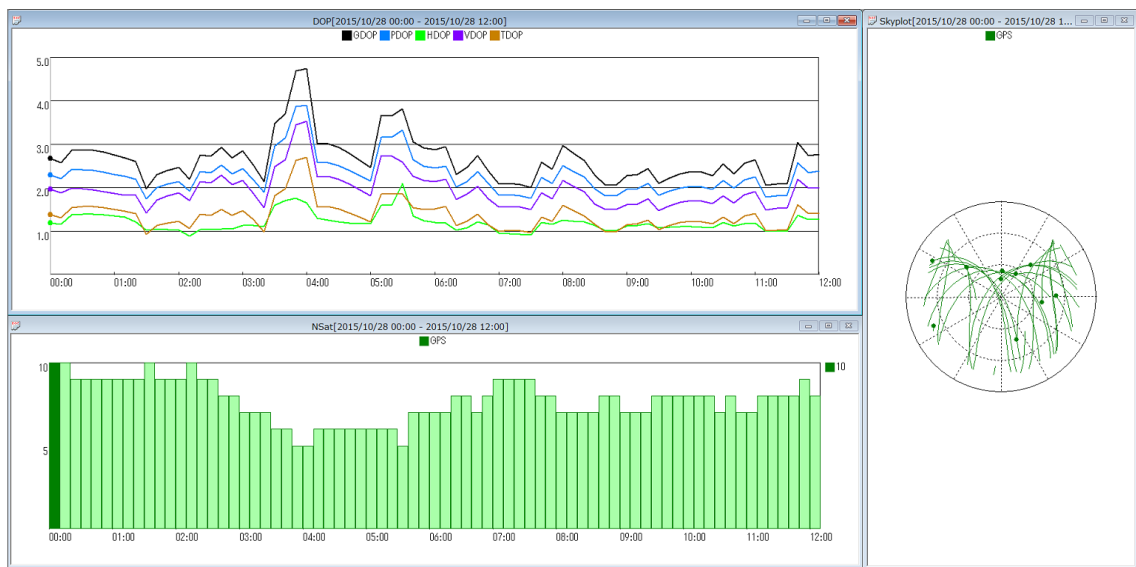 DOP[2015/10/28 00:00 - 2015/10/28 12:00]
GDOP PDOP HDOP VDOP TDOP
5.0
4.0
3.0
2.0
1.0
00:00 01:00 02:00 03:00 04:00 05:00 06:00 07:00 08:00 09:00 10:00 11:00 12:00
NSat[2015/10/28 00:00 - 2015/10/28 12:00]
GPS
10
10
5
00:00 01:00 02:00 03:00 04:00 05:00 06:00 07:00 08:00 09:00 10:00 11:00 12:00
Skyplot[2015/10/28 00:00 - 2015/10/28 1...
GPS